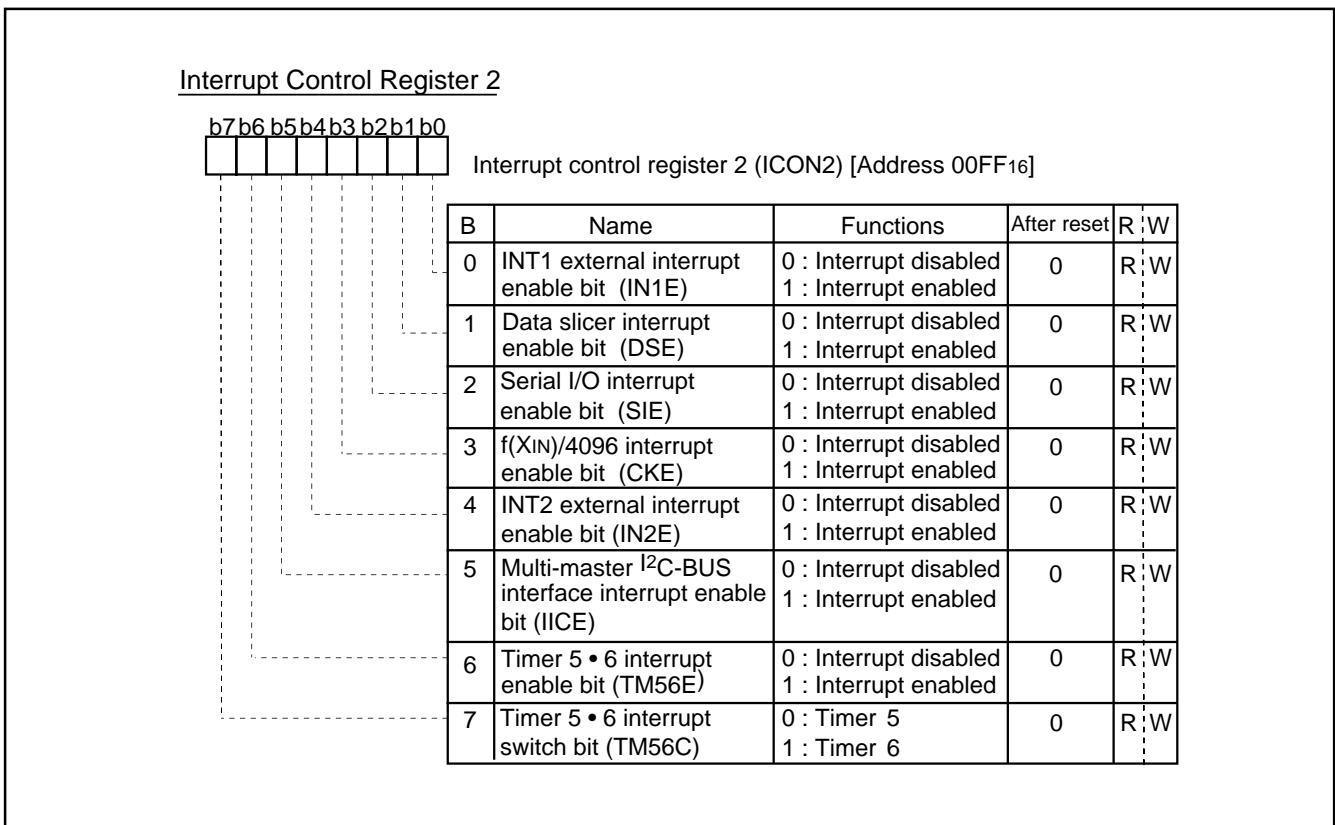 Interrupt Control Register 2
b7 b6 b5 b4 b3 b2 b1 b0
Interrupt control register 2 (ICON2) [Address 00FF16]
B Name Functions After reset R W
0 INT1 external interrupt 0 : Interrupt disabled 0 R W
enable bit (IN1E) 1 : Interrupt enabled
1 Data slicer interrupt 0 : Interrupt disabled 0 R W
enable bit (DSE) 1 : Interrupt enabled
2 Serial I/O interrupt 0 : Interrupt disabled 0 R W
enable bit (SIE) 1 : Interrupt enabled
3 f(XIN)/4096 interrupt 0 : Interrupt disabled 0 R W
enable bit (CKE) 1 : Interrupt enabled
4 INT2 external interrupt 0 : Interrupt disabled 0 R W
enable bit (IN2E) 1 : Interrupt enabled
5 Multi-master I2C-BUS 0 : Interrupt disabled 0 R W
interface interrupt enable 1 : Interrupt enabled
bit (IICE)
6 Timer 5 • 6 interrupt 0 : Interrupt disabled 0 R W
enable bit (TM56E) 1 : Interrupt enabled
7 Timer 5 • 6 interrupt 0 : Timer 5 0 R W
switch bit (TM56C) 1 : Timer 6